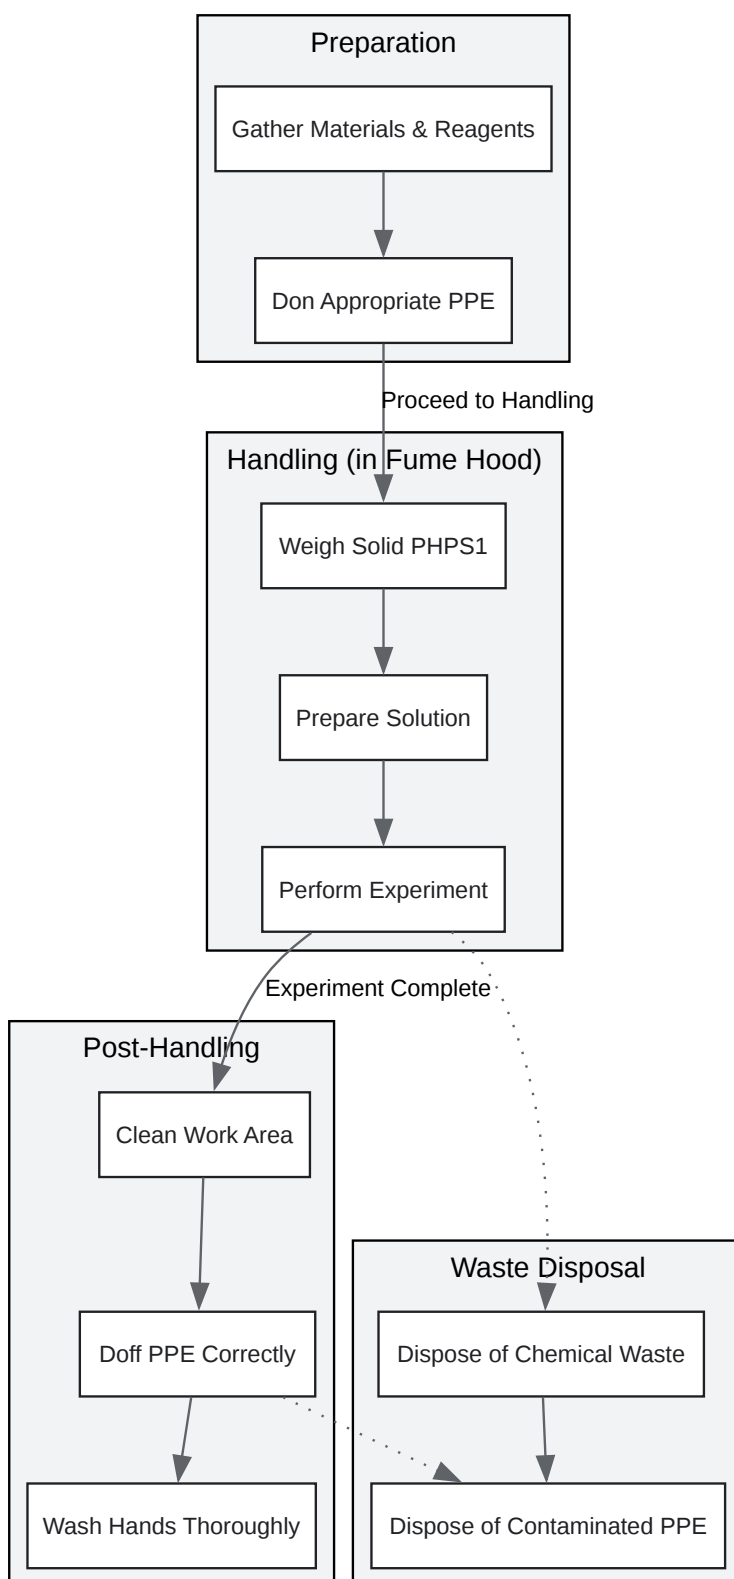 Preparation
Gather Materials & Reagents
Don Appropriate PPE
Proceed to Handling
Handling (in Fume Hood)
Weigh Solid PHPS1
Prepare Solution
Perform Experiment
Experiment Complete
Post-Handling
Clean Work Area
Doff PPE Correctly
Wash Hands Thoroughly
Waste Disposal
Dispose of Chemical Waste
Dispose of Contaminated PPE